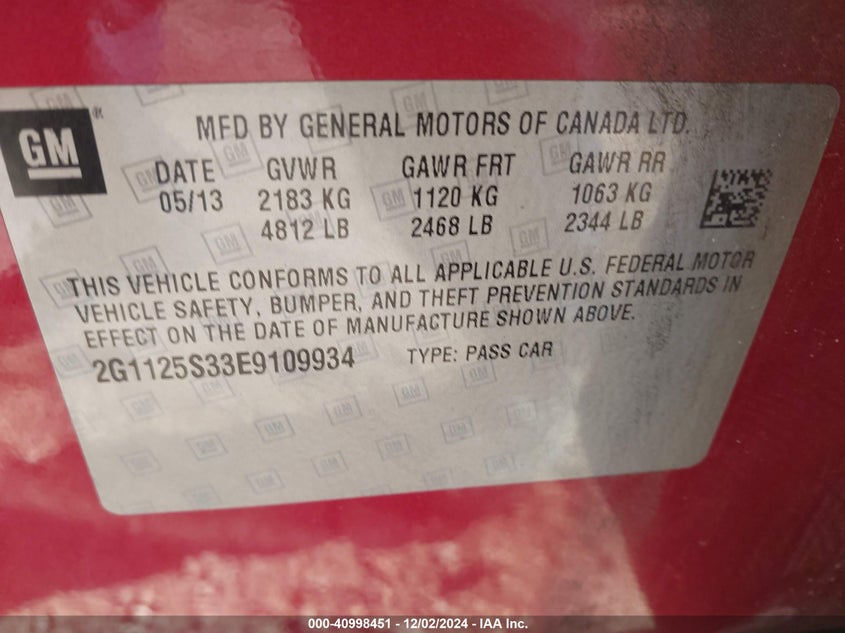 GM ®
MFD BY GENERAL MOTORS OF CANADA LTD.
DATE GVWR GAWR FRT GAWR RR
05/13 2183 KG 1120 KG 1063 KG
4812 LB 2468 LB 2344 LB
THIS VEHICLE CONFORMS TO ALL APPLICABLE U.S. FEDERAL MOTOR
VEHICLE SAFETY, BUMPER, AND THEFT PREVENTION STANDARDS IN
EFFECT ON THE DATE OF MANUFACTURE SHOWN ABOVE.
2G1125S33E9109934 TYPE: PASS CAR
000-40998451 - 12/02/2024 - IAA Inc.